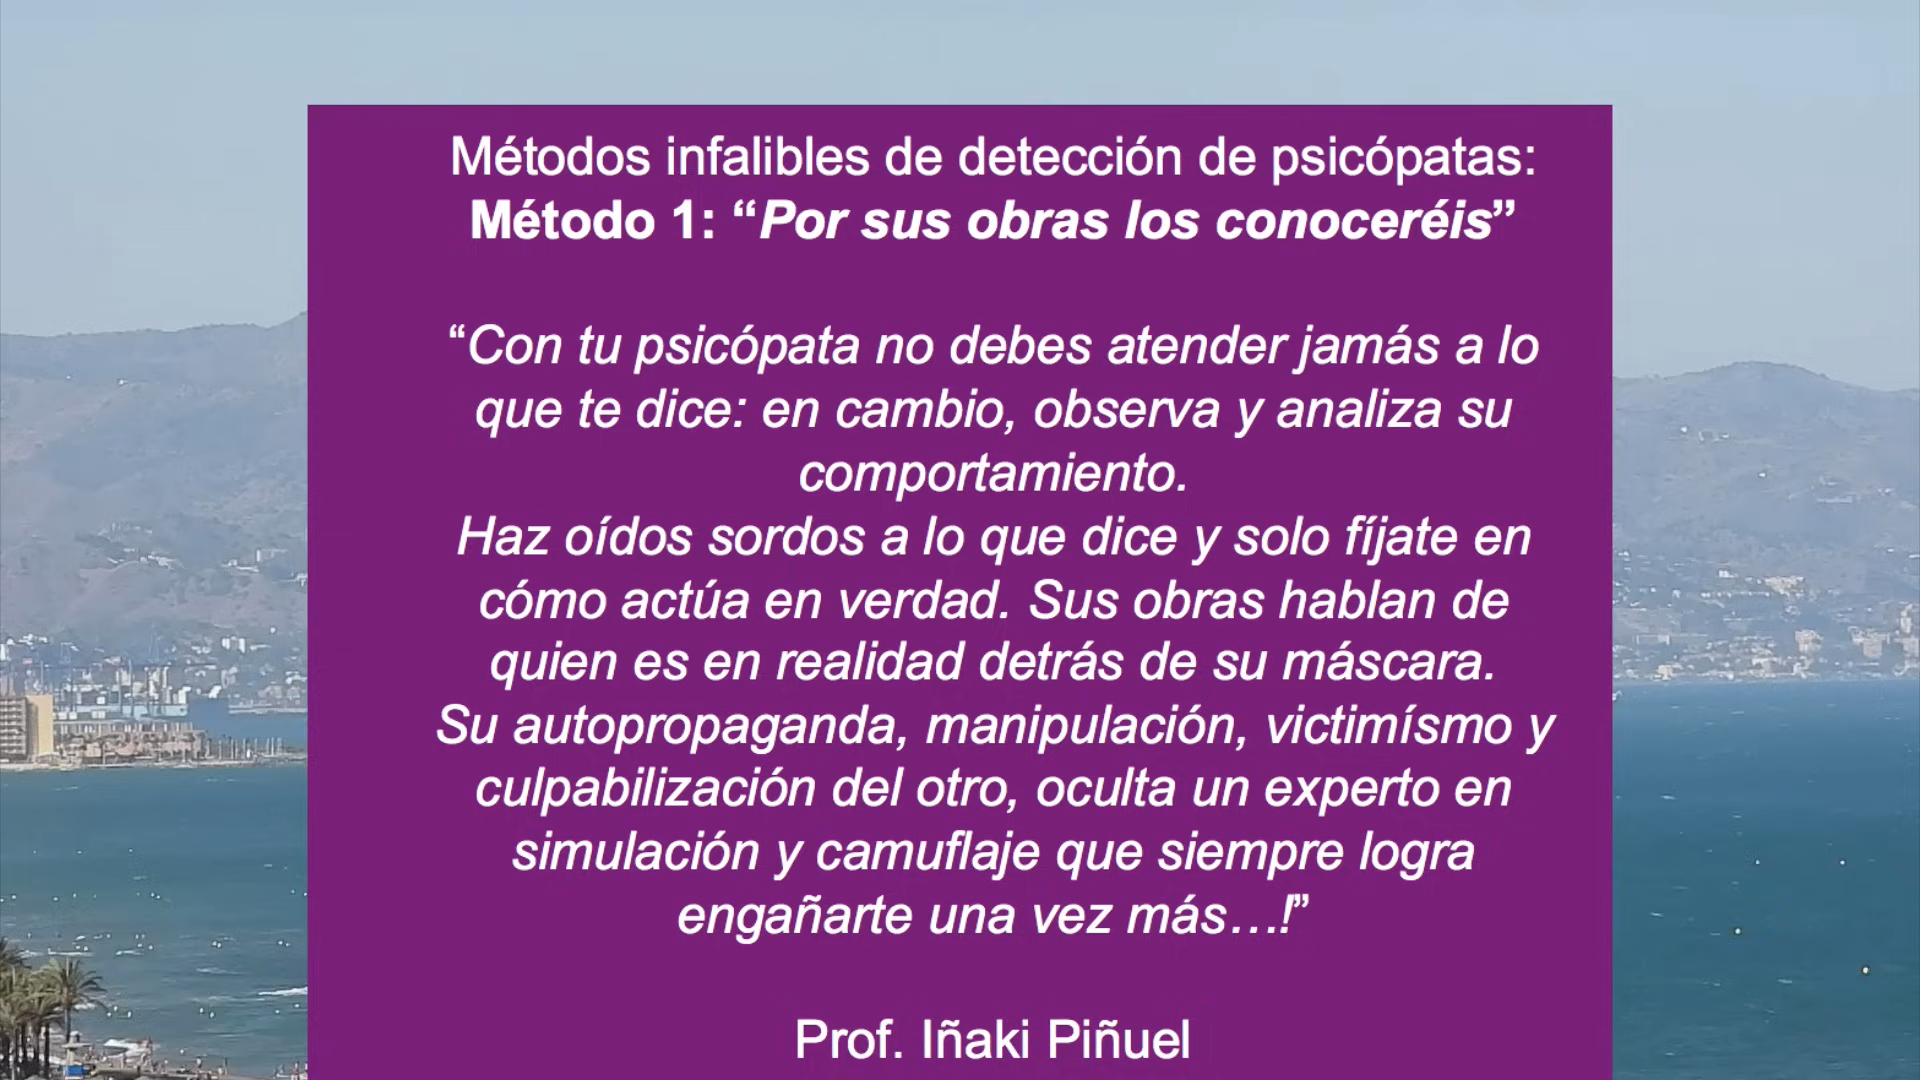 Métodos infalibles de detección de psicópatas:
Método 1: “Por sus obras los conoceréis”
“Con tu psicópata no debes atender jamás a lo
que te dice: en cambio, observa y analiza su
comportamiento.
Haz oídos sordos a lo que dice y solo fíjate en
cómo actúa en verdad. Sus obras hablan de
quien es en realidad detrás de su máscara.
Su autopropaganda, manipulación, victimísmo y
culpabilización del otro, oculta un experto en
simulación y camuflaje que siempre logra
engañarte una vez más…!”
Prof. Iñaki Piñuel